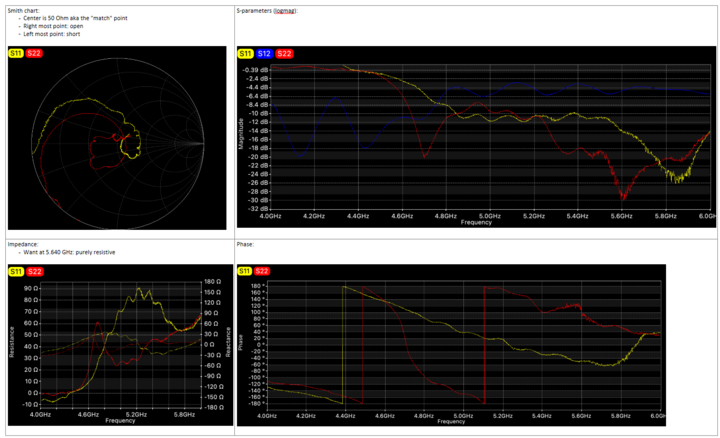 Smith chart:
- Center is 50 Ohm aka the "match" point
- Right most point: open
- Left most point: short
S11 S22
S-parameters (logmag):
S11 S12 S22
Magnitude
-0.39 dB
-2.4 dB
-4.4 dB
-6.4 dB
-8.4 dB
-10 dB
-12 dB
-14 dB
-16 dB
-18 dB
-20 dB
-22 dB
-24 dB
-26 dB
-28 dB
-30 dB
-32 dB
4.0GHz 4.2GHz 4.4GHz 4.6GHz 4.8GHz 5.0GHz 5.2GHz 5.4GHz 5.6GHz 5.8GHz 6.0G
Frequency
Impedance:
- Want at 5.640 GHz: purely resistive
S11 S22
Resistance
90 Ω
80 Ω
70 Ω
60 Ω
50 Ω
40 Ω
30 Ω
20 Ω
10 Ω
0 Ω
-10 Ω
180 Ω
150 Ω
120 Ω
90 Ω
60 Ω
30 Ω
0 Ω
-30 Ω
-60 Ω
-90 Ω
-120 Ω
-150 Ω
-180 Ω
Reactance
4.0GHz 4.6GHz 5.2GHz 5.8GHz
Frequency
Phase:
S11 S22
Phase
180 °
160 °
140 °
120 °
100 °
80 °
60 °
40 °
20 °
0 °
-20 °
-40 °
-60 °
-80 °
-100 °
-120 °
-140 °
-160 °
-180 °
4.0GHz 4.2GHz 4.4GHz 4.6GHz 4.8GHz 5.0GHz 5.2GHz 5.4GHz 5.6GHz 5.8GHz 6.0G
Frequency